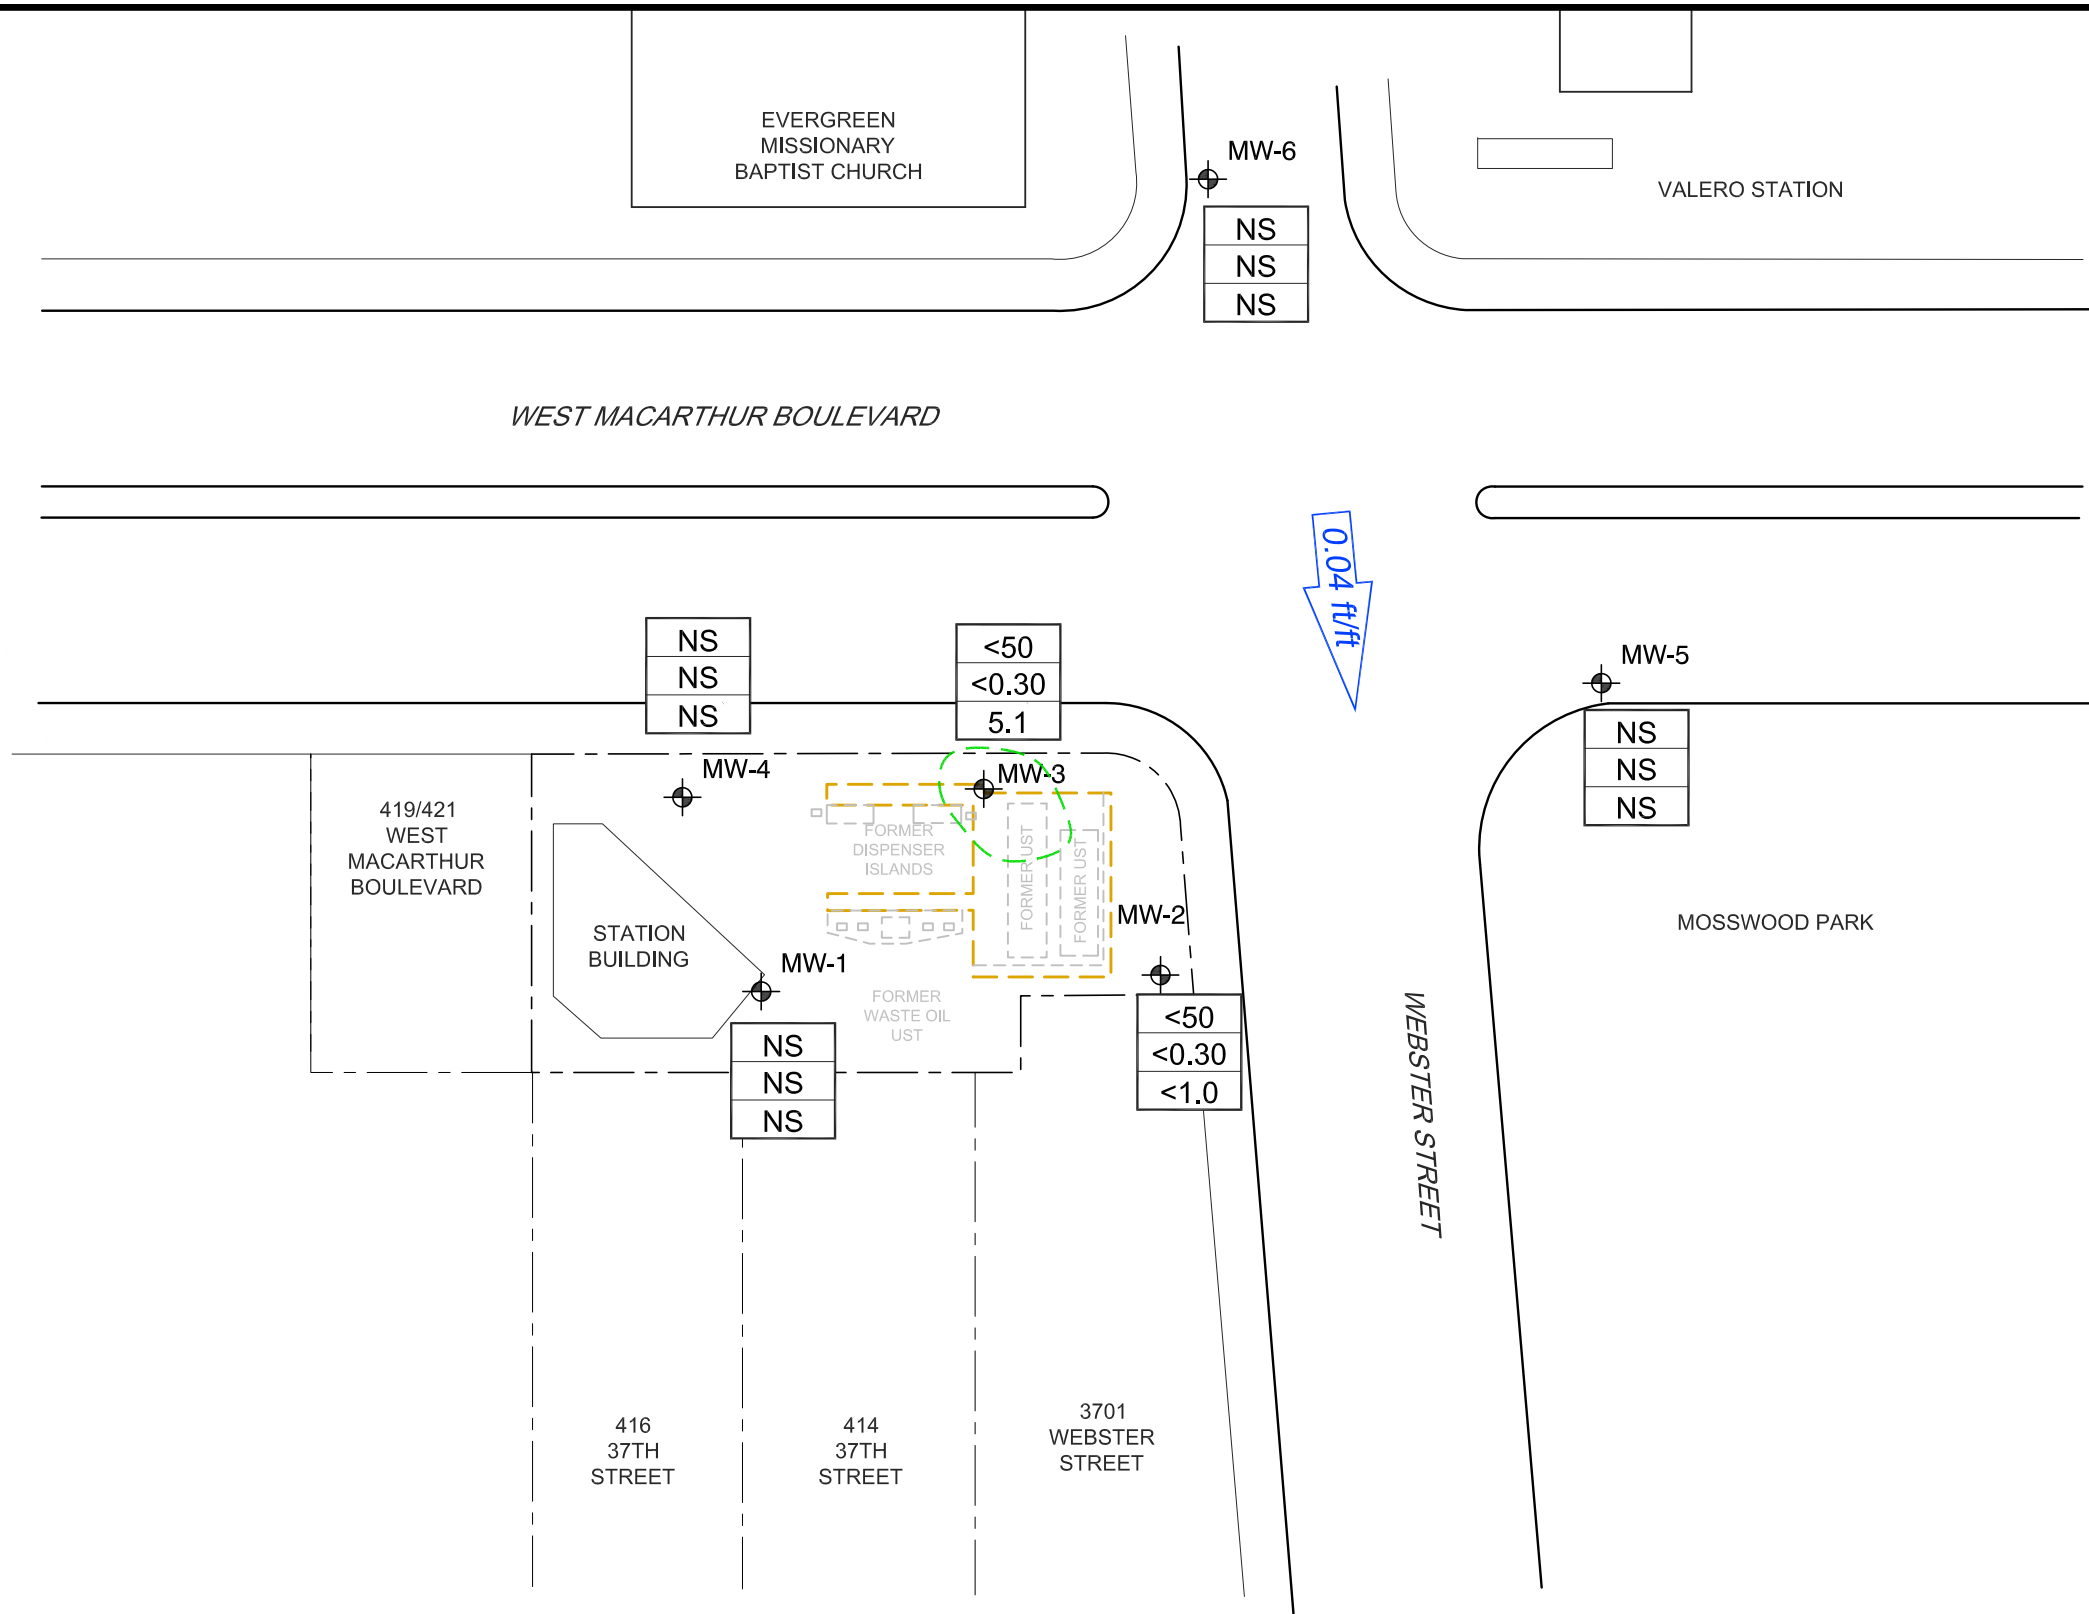 EVERGREEN
MISSIONARY
BAPTIST CHURCH
MW-6
NS
NS
NS
VALERO STATION
WEST MACARTHUR BOULEVARD
0.04 ft/ft
NS
NS
NS
<50
<0.30
5.1
MW-5
NS
NS
NS
MW-4
MW-3
419/421
WEST
MACARTHUR
BOULEVARD
FORMER
DISPENSER
ISLANDS
FORMER UST
FORMER UST
MW-2
STATION
BUILDING
MW-1
MOSSWOOD PARK
FORMER
WASTE OIL
UST
<50
<0.30
<1.0
NS
NS
NS
WEBSTER STREET
416
37TH
STREET
414
37TH
STREET
3701
WEBSTER
STREET